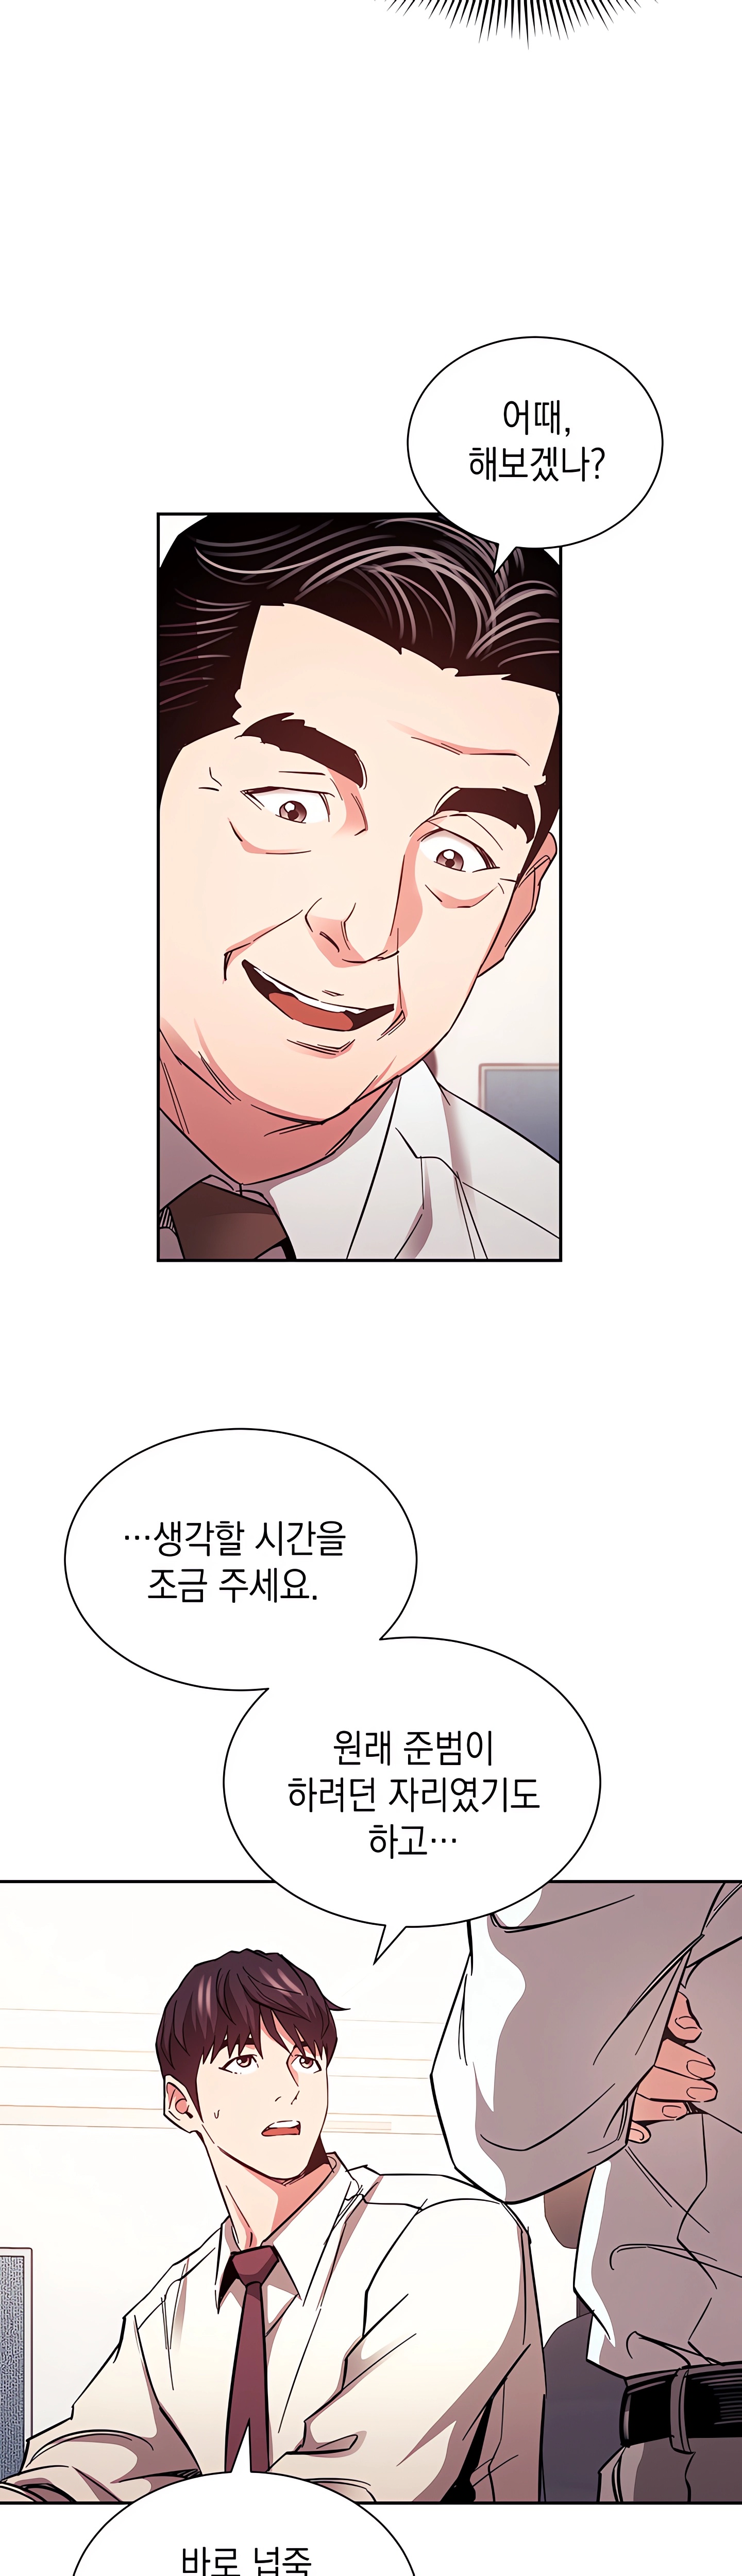 어때,
해보겠나?
…생각할 시간을
조금 주세요.
원래 준범이
하려던 자리였기도
하고…
바로 넙죽